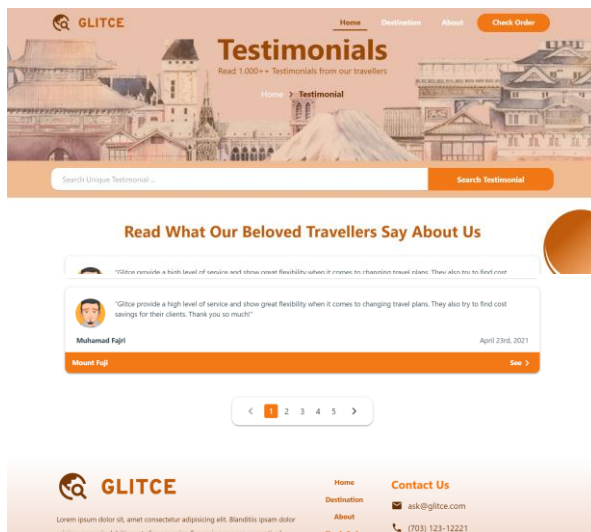 GLITCE
Home Destination About Check Order
Testimonials
Read 1.000++ Testimonials from our travellers
Home > Testimonial
Search Unique Testimonial ... Search Testimonial
Read What Our Beloved Travellers Say About Us
"Glitce provide a high level of service and show great flexibility when it comes to changing travel plans. They also try to find cost
"Glitce provide a high level of service and show great flexibility when it comes to changing travel plans. They also try to find cost
savings for their clients. Thank you so much!"
Muhamad Fajri April 23rd, 2021
Mount Fuji See >
< 1 2 3 4 5 >
GLITCE
Home
Destination
About
Contact Us
ask@glitce.com
(703) 123-12221
Lorem ipsum dolor sit amet, amet consectetur adipisicing elit. Blanditiis ipsam dolor